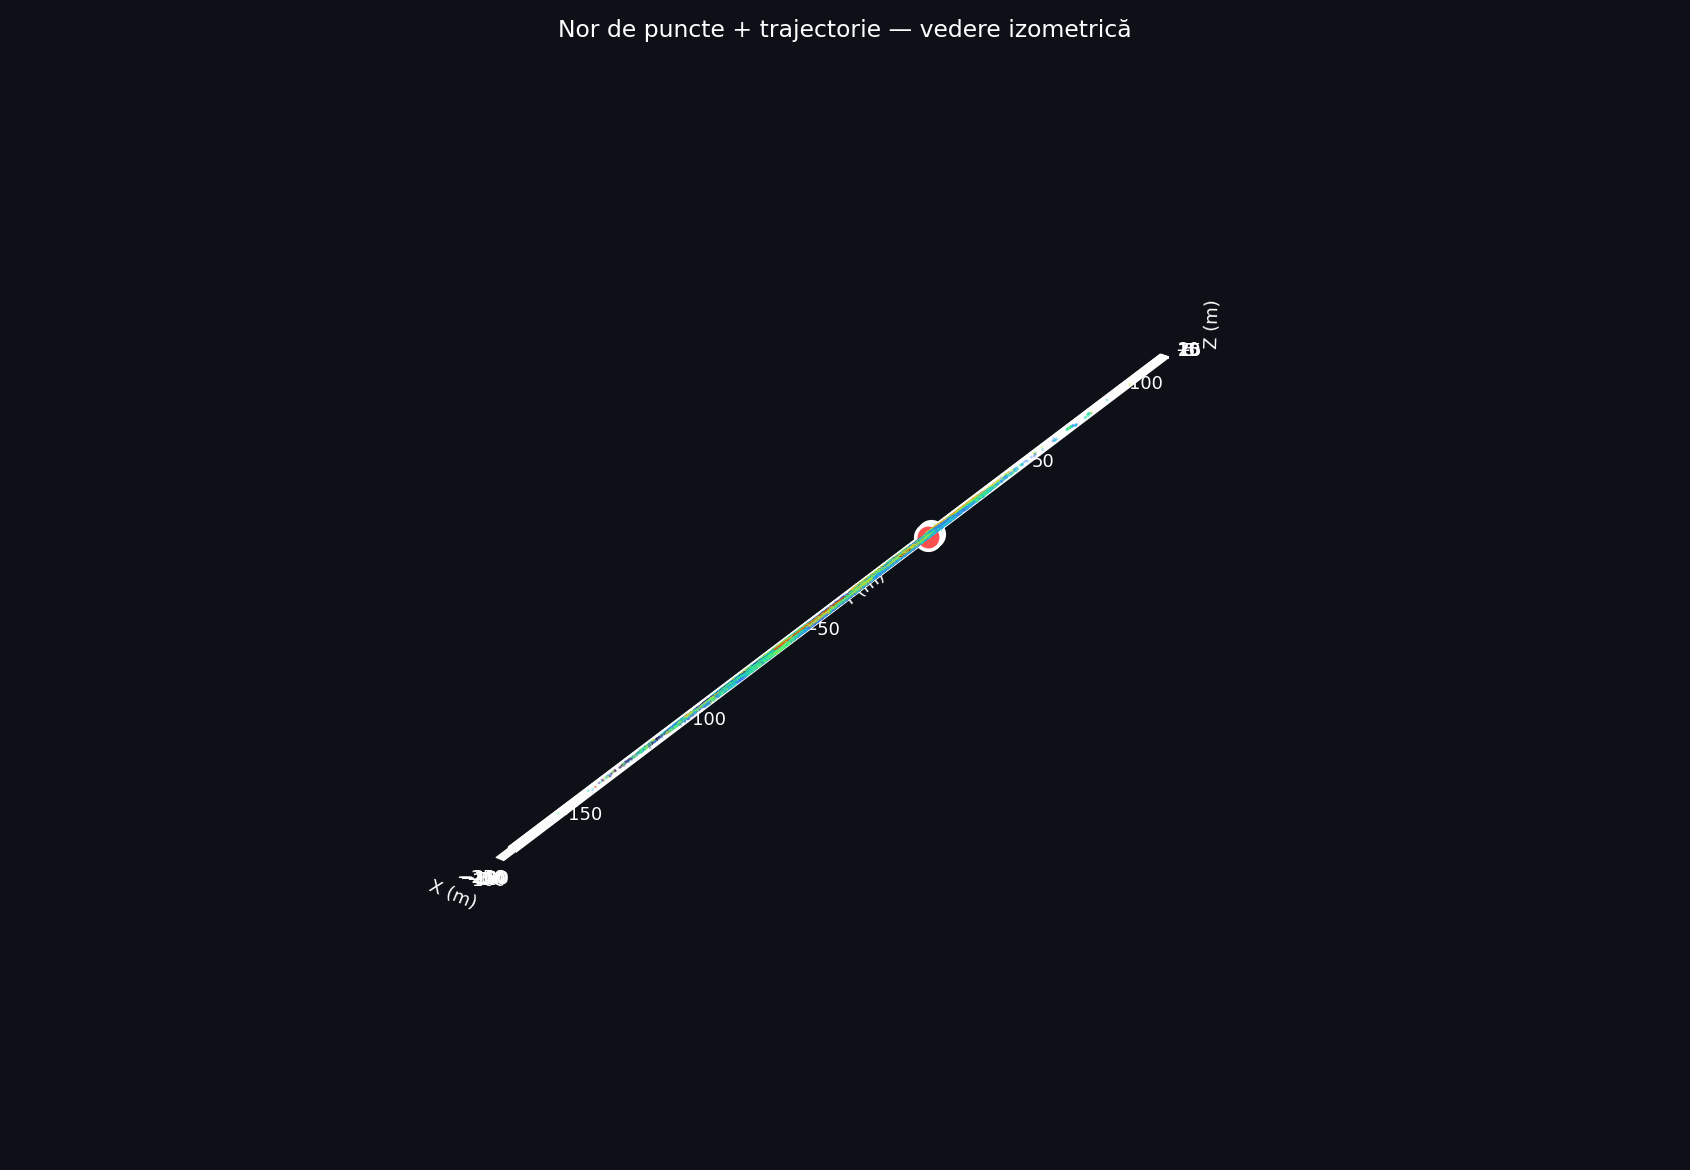 Nor de puncte + trajectorie — vedere izometrică
Z (m)
100
50
−50
100
150
X (m)